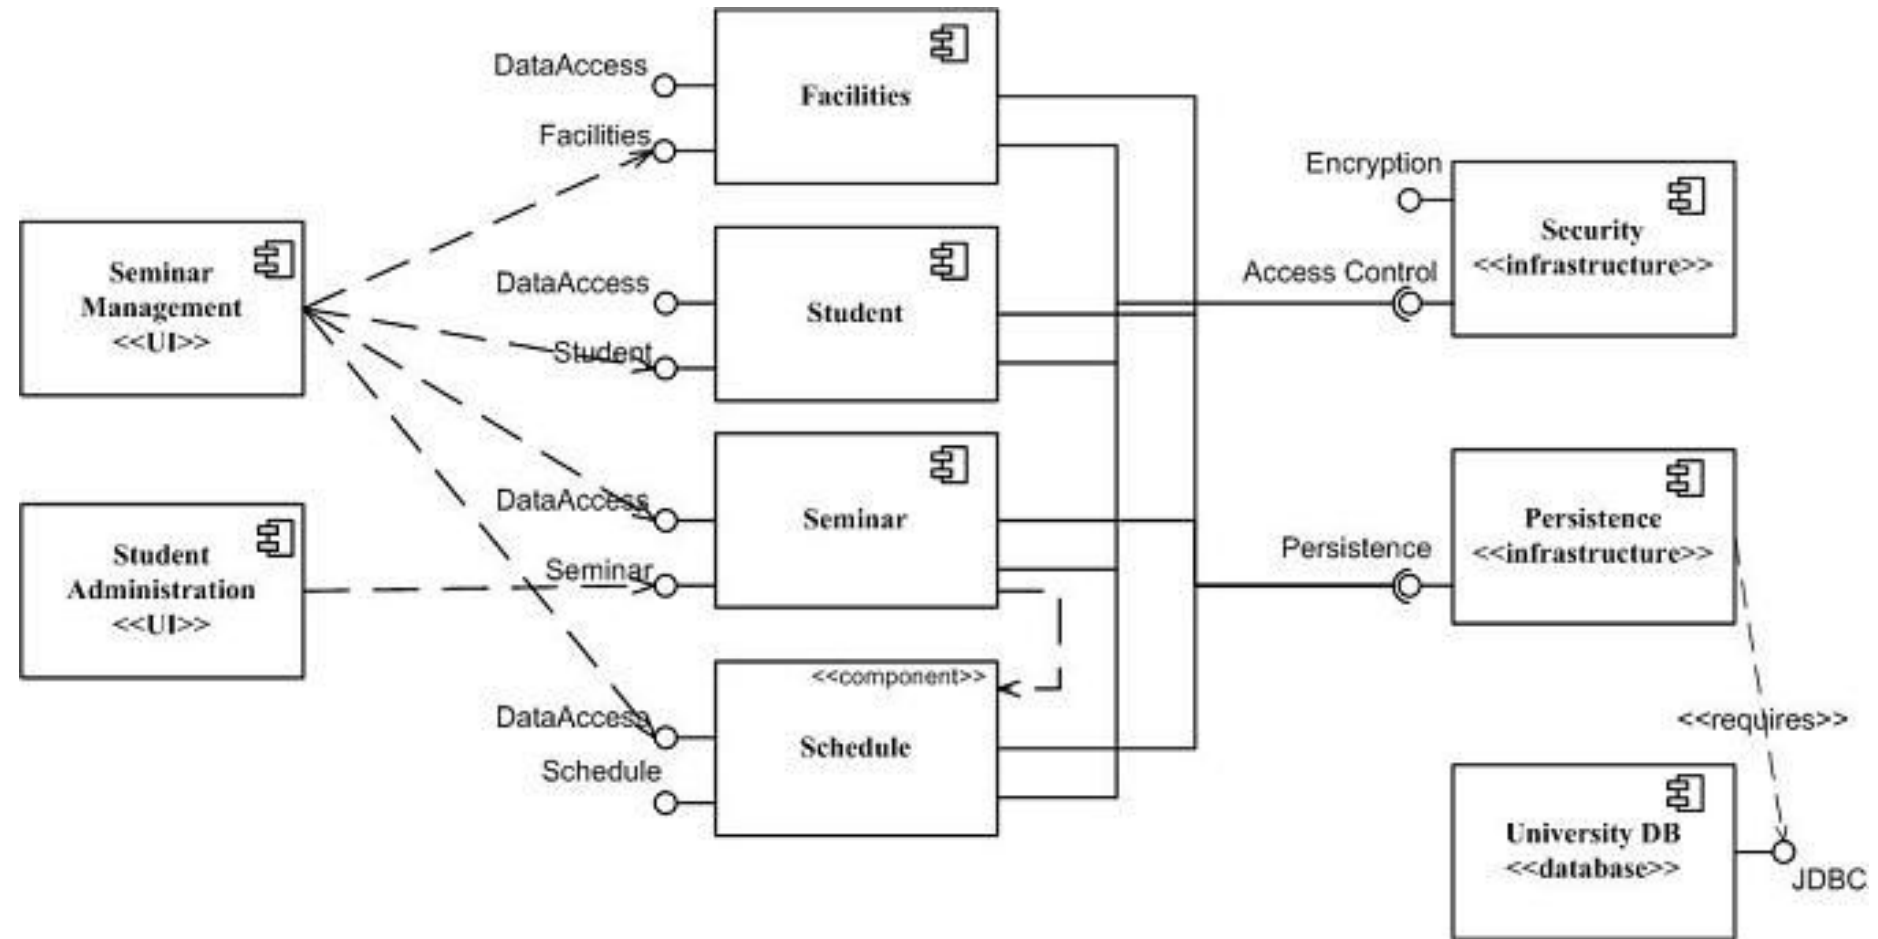 DataAccess
Facilities
Facilities
Encryption
Security
<<infrastructure>>
Access Control
Seminar
Management
<<UI>>
DataAccess
Student
Student
DataAccess
Seminar
Seminar
Student
Administration
<<UI>>
Persistence
Persistence
<<infrastructure>>
<<component>>
DataAccess
Schedule
Schedule
<<requires>>
University DB
<<database>>
JDBC